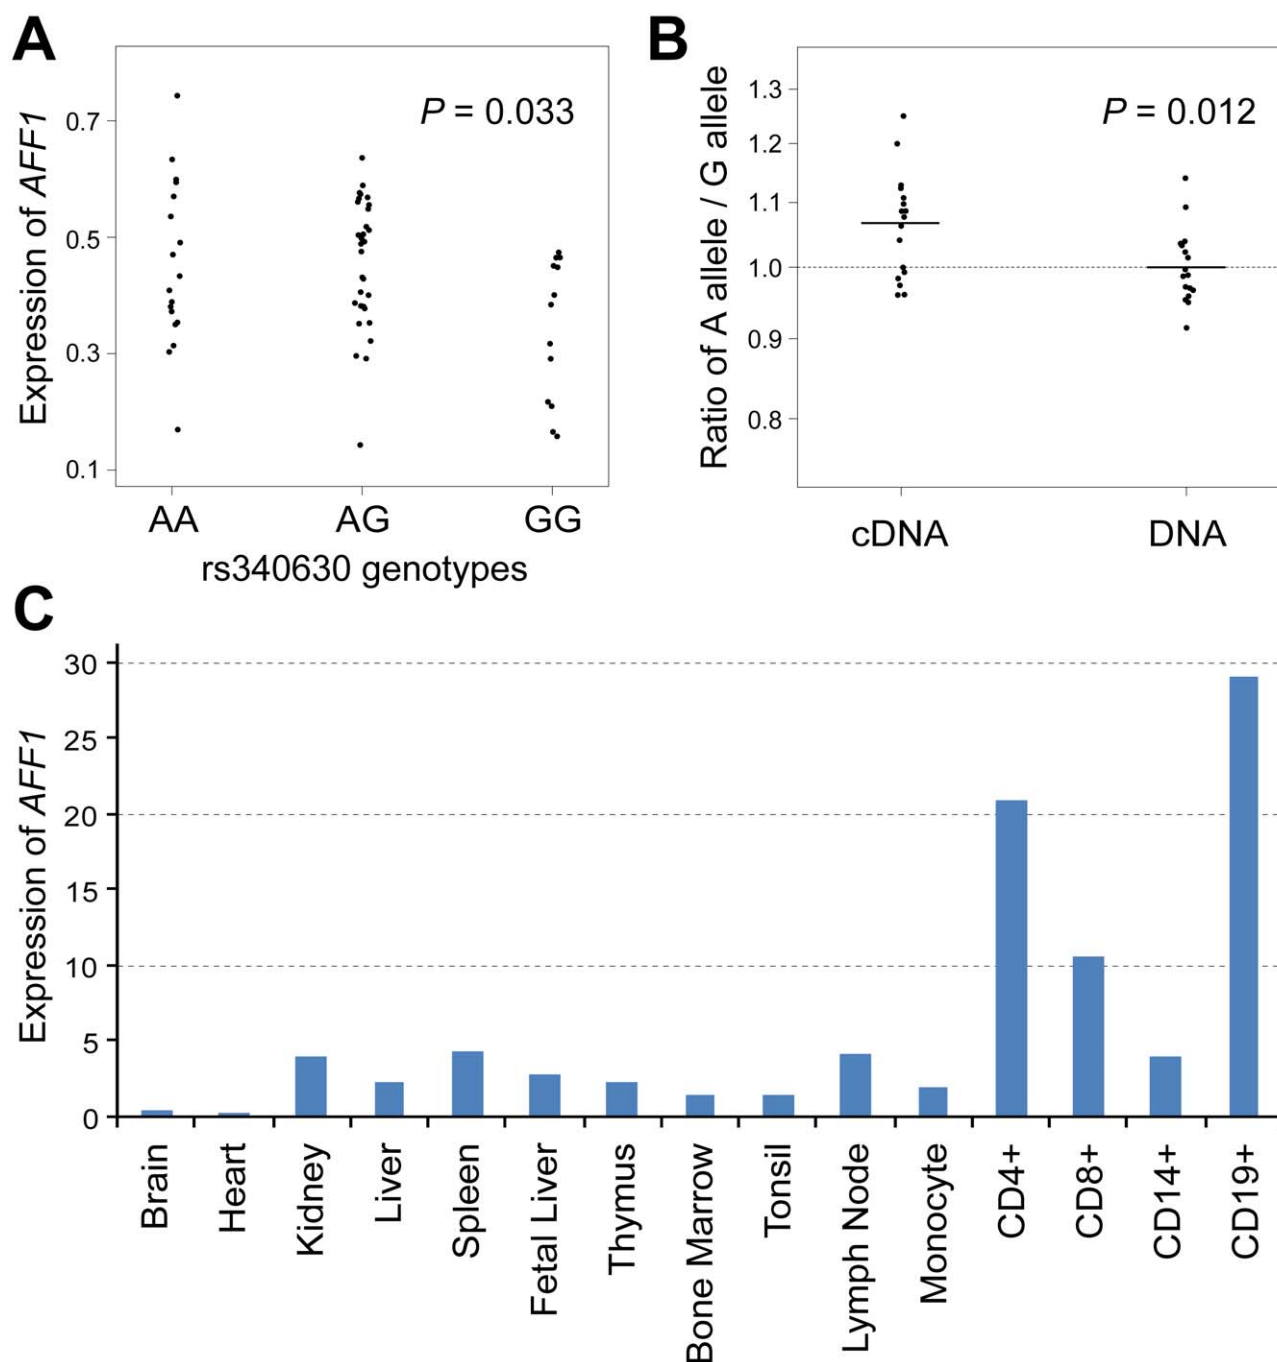 A
P = 0.033
Expression of AFF1
0.7
0.5
0.3
0.1
AA AG GG
rs340630 genotypes
B
P = 0.012
Ratio of A allele / G allele
1.3
1.2
1.1
1.0
0.9
0.8
cDNA DNA
C
Expression of AFF1
30
25
20
15
10
5
0
Brain
Heart
Kidney
Liver
Spleen
Fetal Liver
Thymus
Bone Marrow
Tonsil
Lymph Node
Monocyte
CD4+
CD8+
CD14+
CD19+